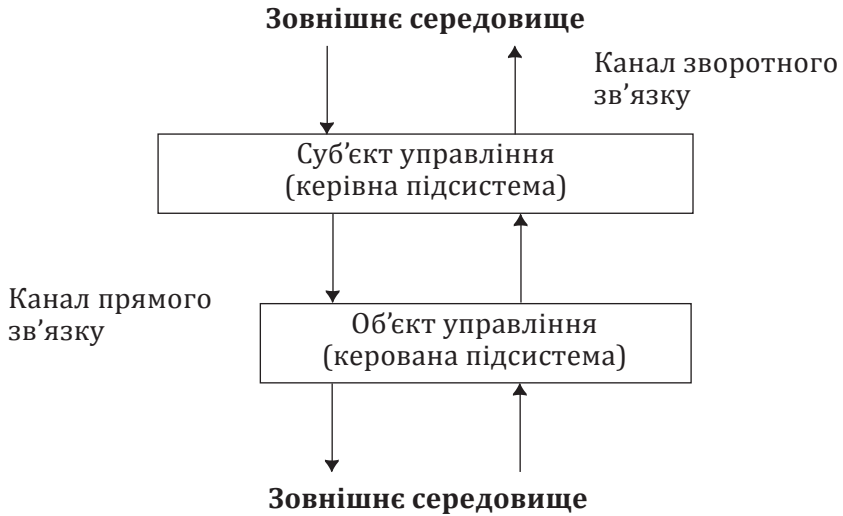 Зовнішнє середовище
Канал зворотного
зв'язку
Суб'єкт управління
(керівна підсистема)
Канал прямого
зв'язку
Об'єкт управління
(керована підсистема)
Зовнішнє середовище